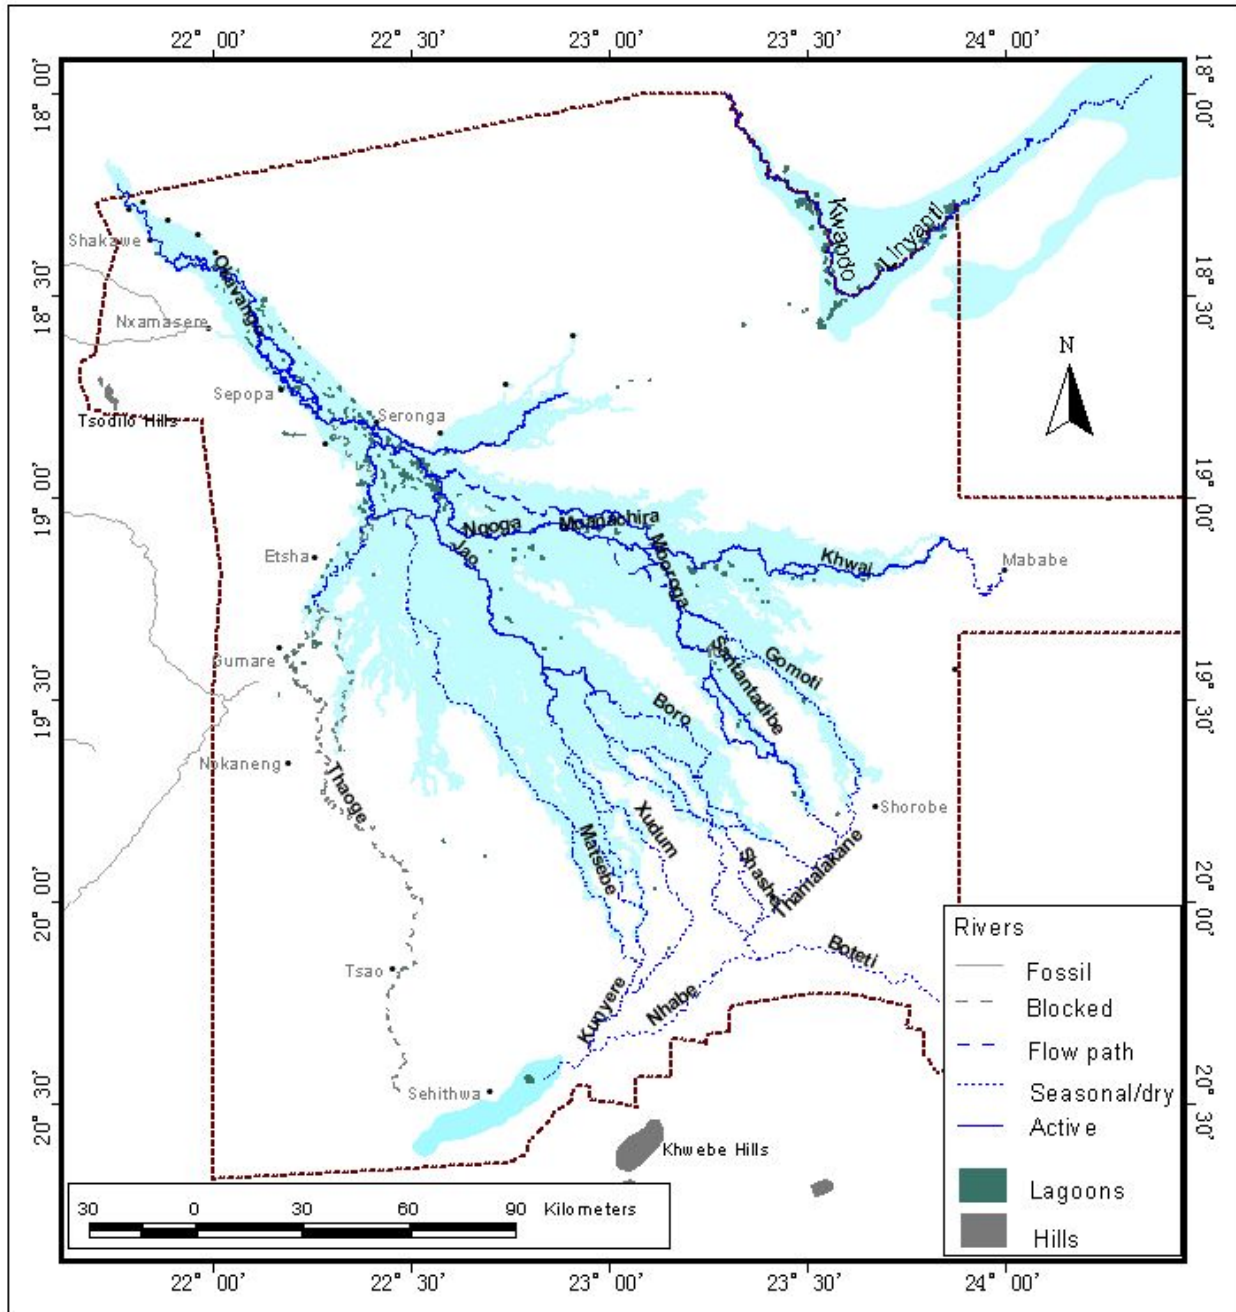 22° 00'
22° 30'
23° 00'
23° 30'
24° 00'
18° 00'
18° 00'
Kwando
Linyanti
Shakawe
Okavango
18° 30'
18° 30'
Nxamasere
N
Sepopa
Tsodilo Hills
Seronga
19° 00'
19° 00'
Nqoga
Moanachira
Mboroga
Khwai
Mababe
Etsha
Jao
Gumare
Santantadibe
Gomoti
19° 30'
19° 30'
Boro
Nokaneng
Thaoge
Xudum
Shorobe
Matsebe
Shashe
Thamalakane
20° 00'
20° 00'
Tsao
Boteti
Kunyere
Nhabe
Sehithwa
20° 30'
20° 30'
Khwebe Hills
Rivers
Fossil
Blocked
Flow path
Seasonal/dry
Active
Lagoons
Hills
30 0 30 60 90 Kilometers
22° 00'
22° 30'
23° 00'
23° 30'
24° 00'